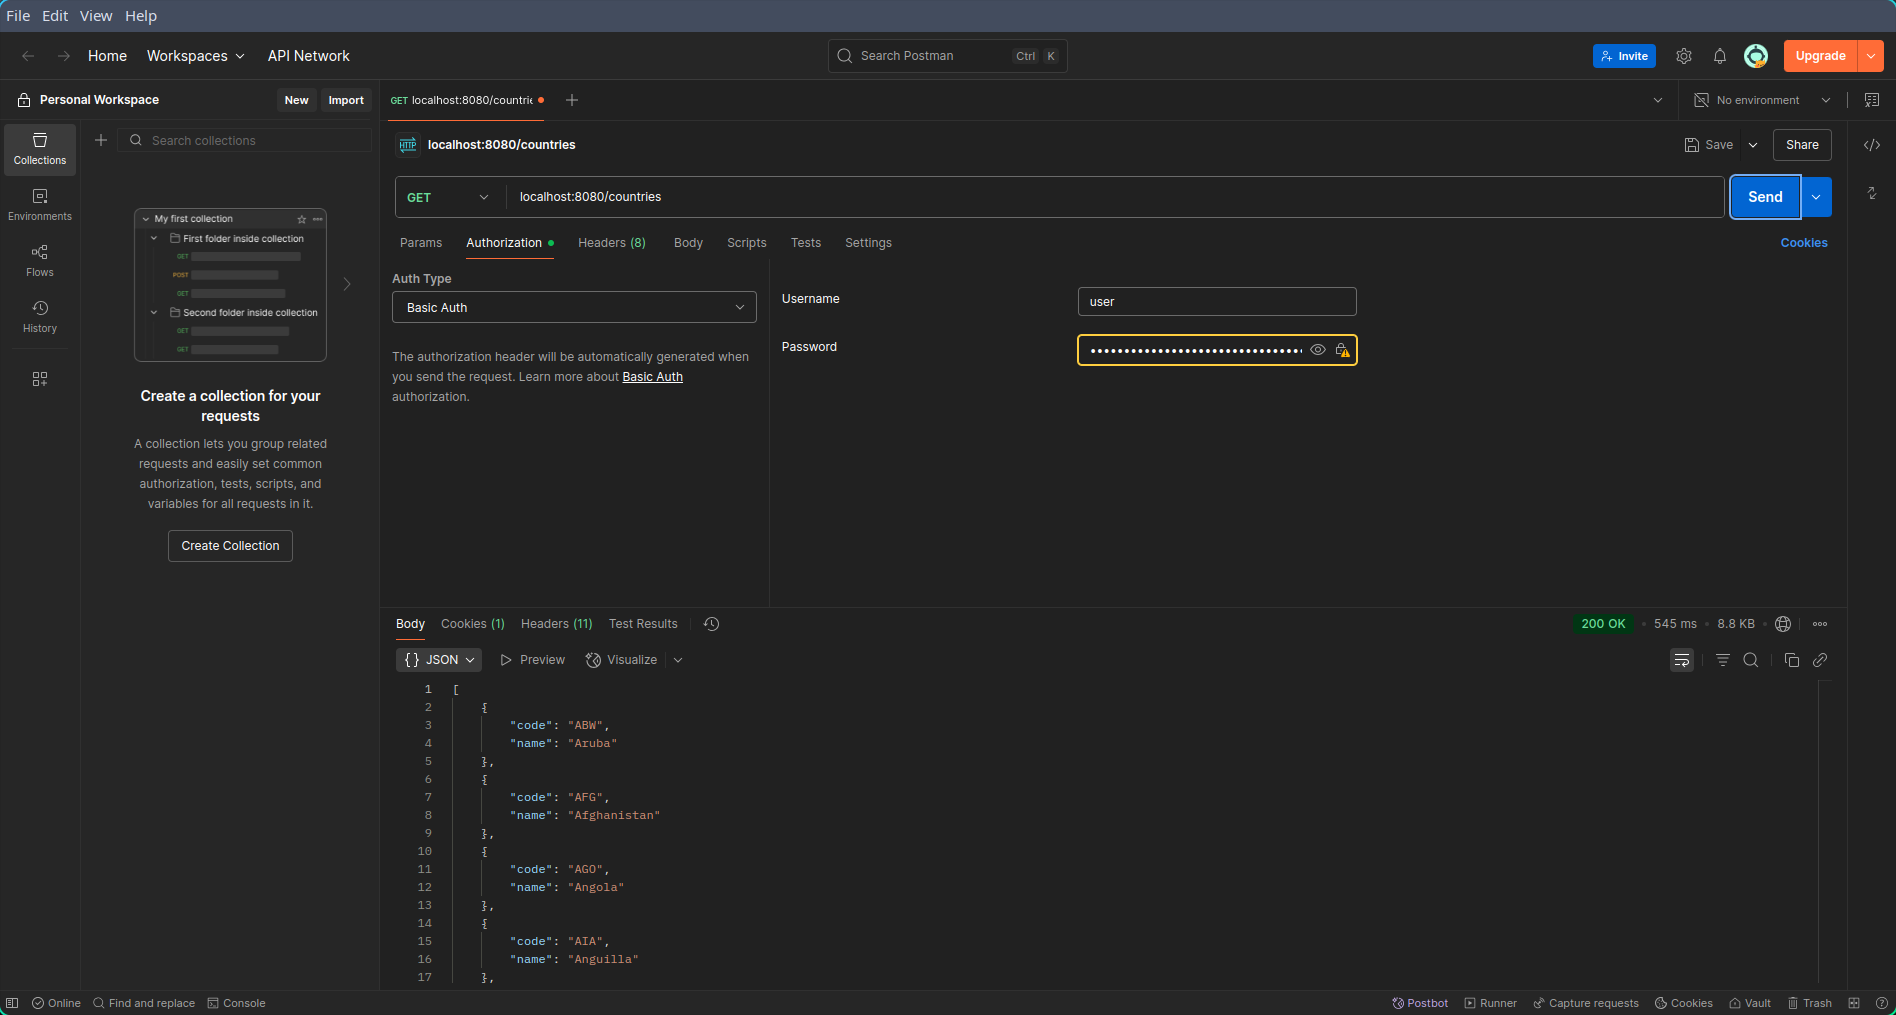 File Edit View Help
Home Workspaces API Network
Search Postman Ctrl K
Invite
Upgrade
Personal Workspace
New Import
GET localhost:8080/countrie
No environment
Collections
Environments
Flows
History
Search collections
My first collection
First folder inside collection
GET
POST
GET
Second folder inside collection
GET
GET
Create a collection for your
requests
A collection lets you group related
requests and easily set common
authorization, tests, scripts, and
variables for all requests in it.
Create Collection
HTTP localhost:8080/countries
Save Share
GET localhost:8080/countries
Send
Params Authorization Headers (8) Body Scripts Tests Settings
Cookies
Auth Type
Basic Auth
The authorization header will be automatically generated when
you send the request. Learn more about Basic Auth
authorization.
Username user
Password
Body Cookies (1) Headers (11) Test Results
200 OK 545 ms 8.8 KB
{} JSON Preview Visualize
1 [
2 {
3 "code": "ABW",
4 "name": "Aruba"
5 },
6 {
7 "code": "AFG",
8 "name": "Afghanistan"
9 },
10 {
11 "code": "AGO",
12 "name": "Angola"
13 },
14 {
15 "code": "AIA",
16 "name": "Anguilla"
17 },
Online Find and replace Console
Postbot Runner Capture requests Cookies Vault Trash